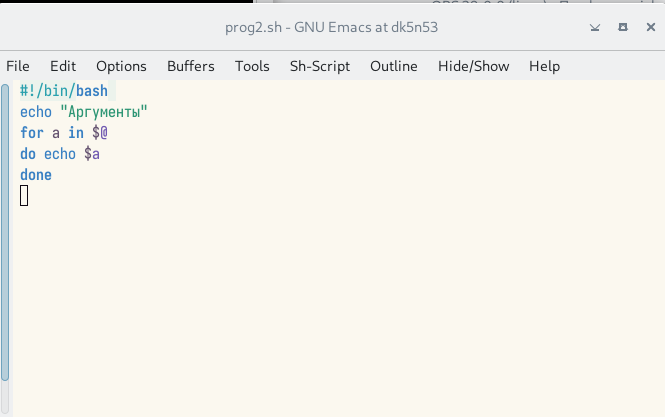 prog2.sh - GNU Emacs at dk5n53
File Edit Options Buffers Tools Sh-Script Outline Hide/Show Help
#!/bin/bash
echo "Аргументы"
for a in $@
do echo $a
done